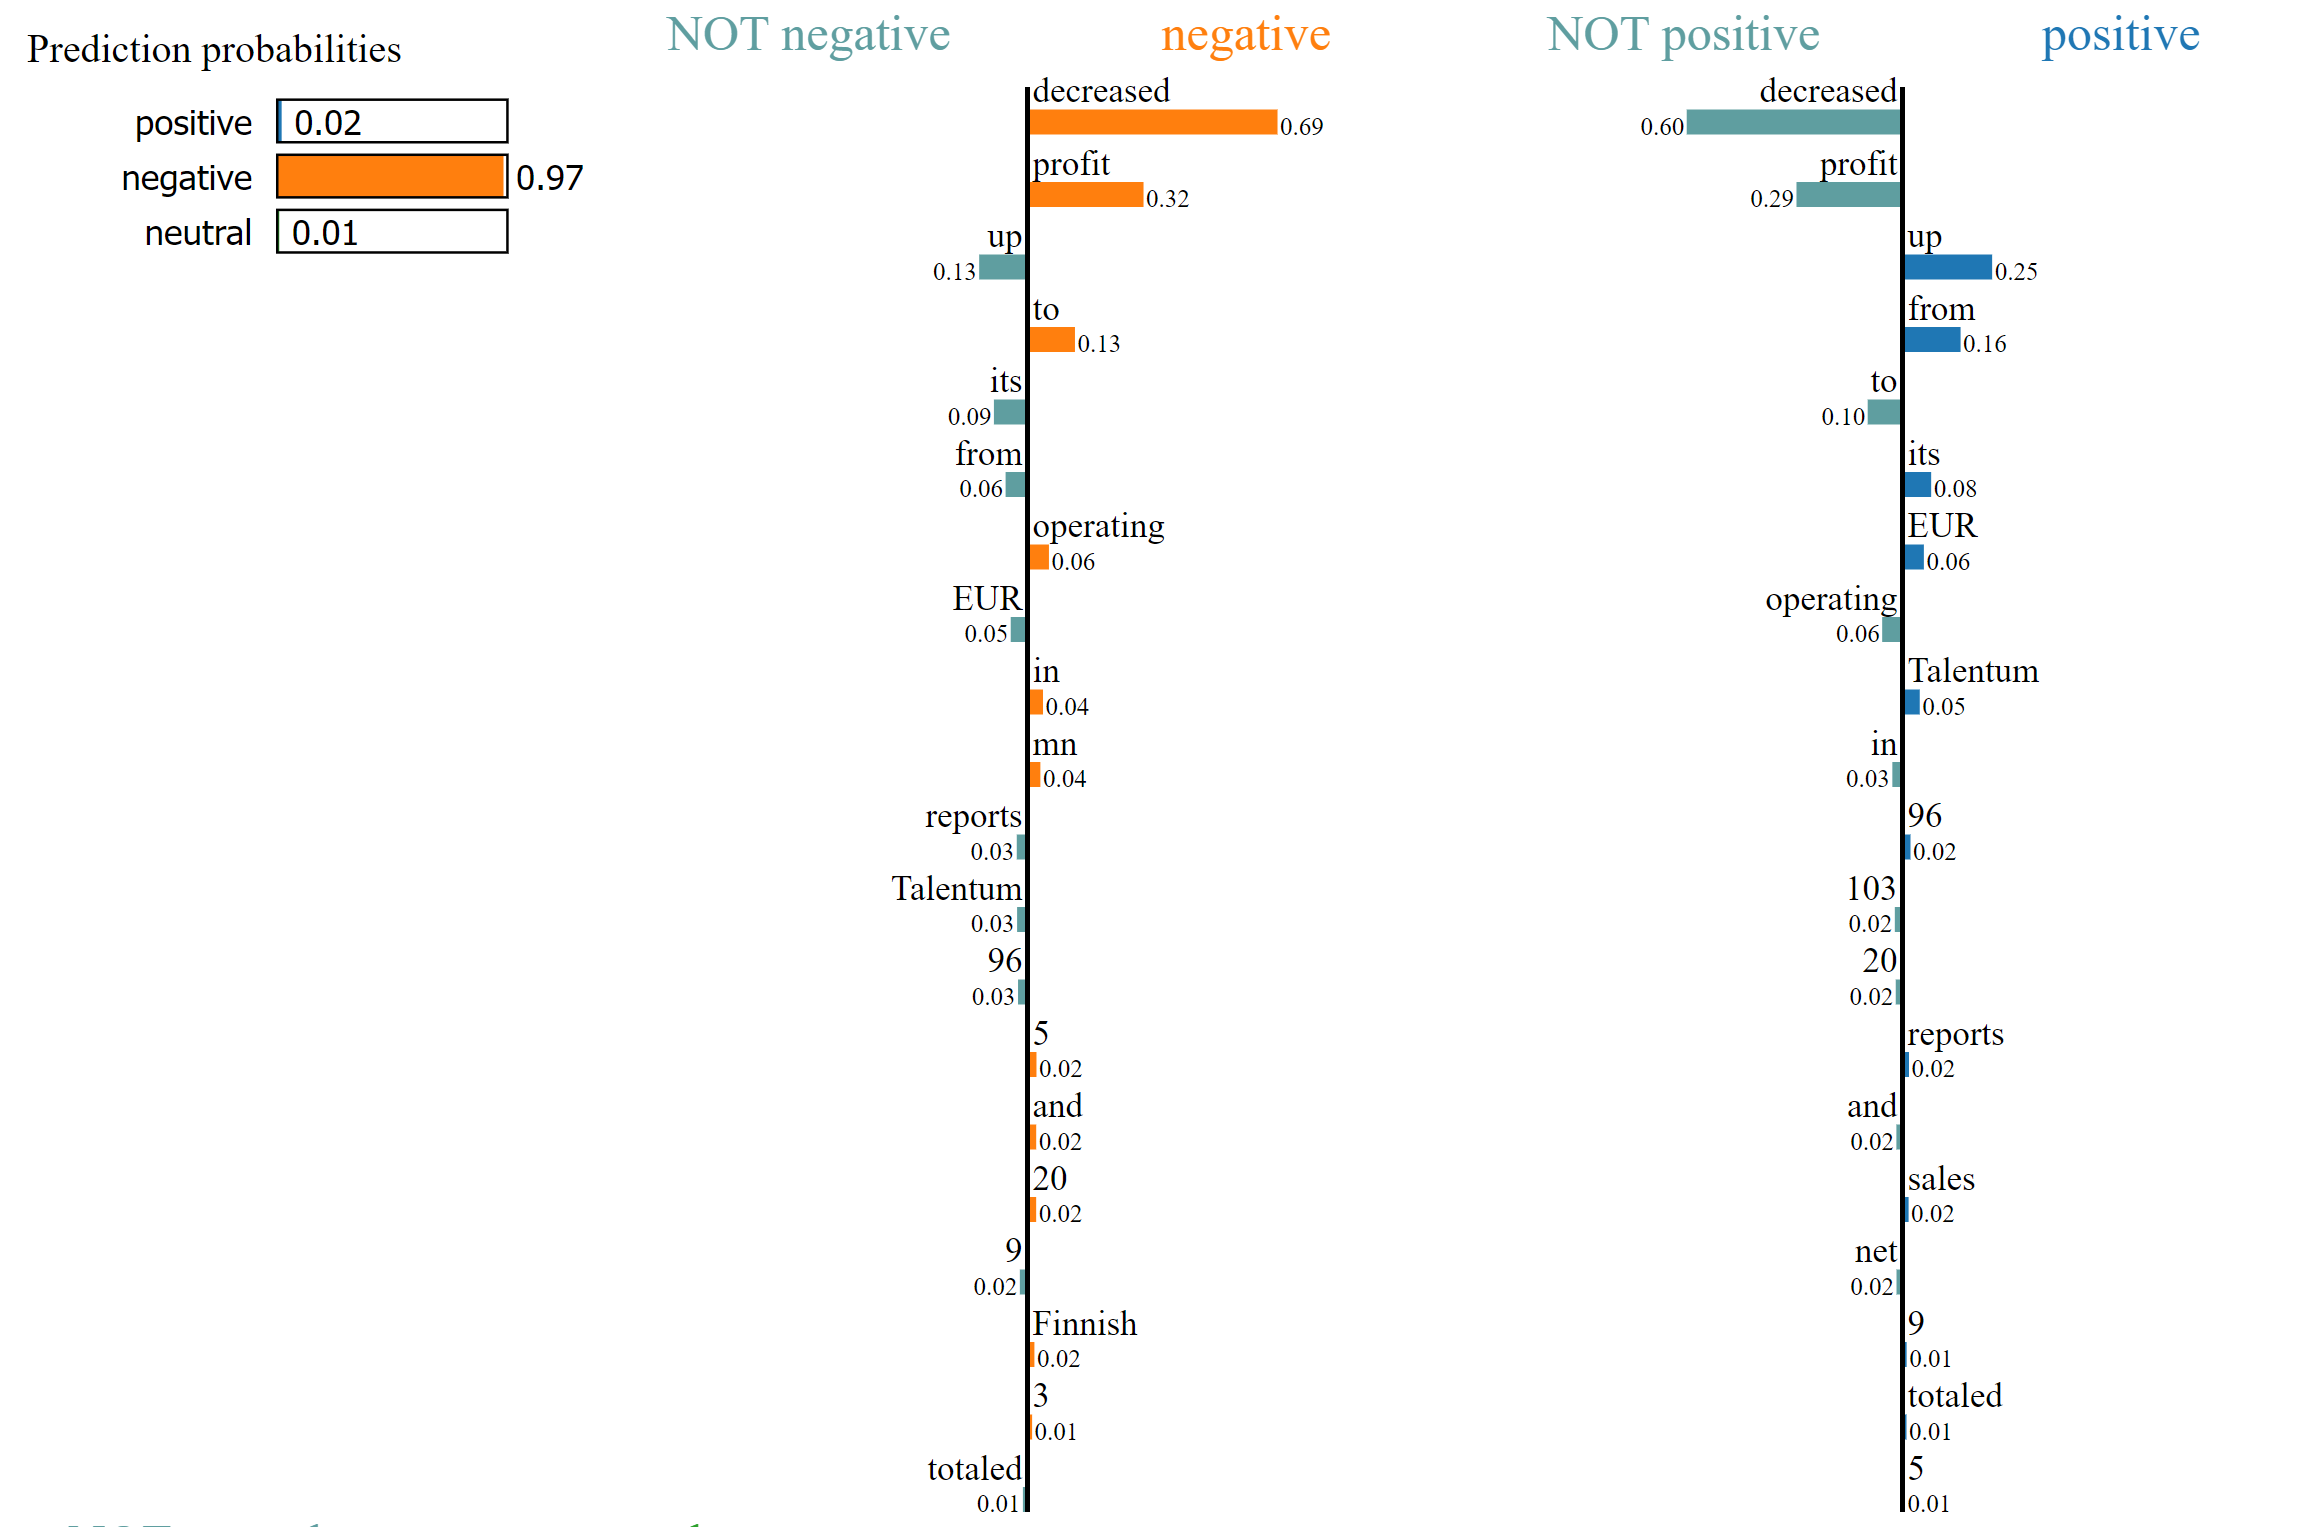 Prediction probabilities
positive 0.02
negative 0.97
neutral 0.01
NOT negative negative
decreased
0.69
profit
0.32
up
0.13
to
0.13
its
0.09
from
0.06
operating
0.06
EUR
0.05
in
0.04
mn
0.04
reports
0.03
Talentum
0.03
96
0.03
5
0.02
and
0.02
20
0.02
9
0.02
Finnish
0.02
3
0.01
totaled
0.01
NOT positive positive
decreased
0.60
profit
0.29
up
0.25
from
0.16
to
0.10
its
0.08
EUR
0.06
operating
0.06
Talentum
0.05
in
0.03
96
0.02
103
0.02
20
0.02
reports
0.02
and
0.02
sales
0.02
net
0.02
9
0.01
totaled
0.01
5
0.01